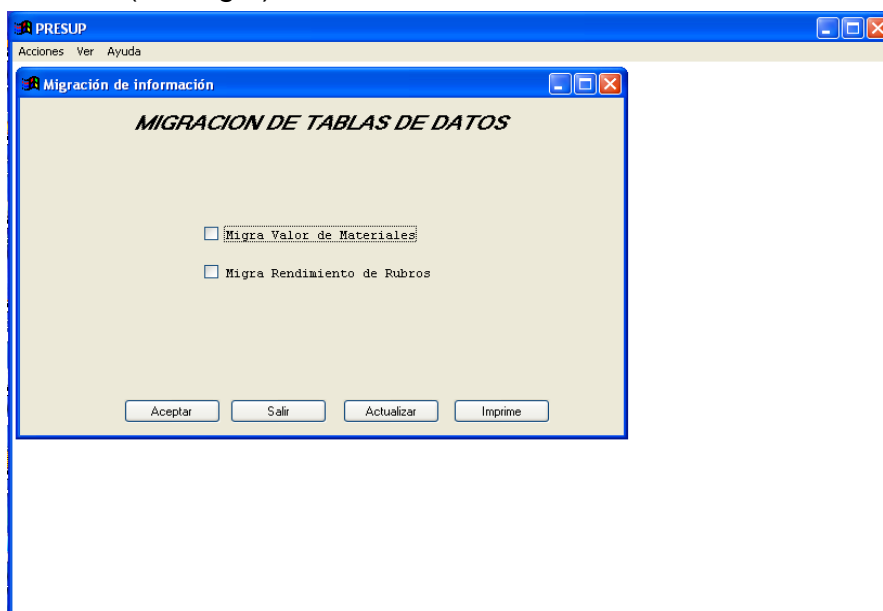 PRESUP
Acciones Ver Ayuda
Migración de información
MIGRACION DE TABLAS DE DATOS
Migra Valor de Materiales
Migra Rendimiento de Rubros
Aceptar Salir Actualizar Imprime